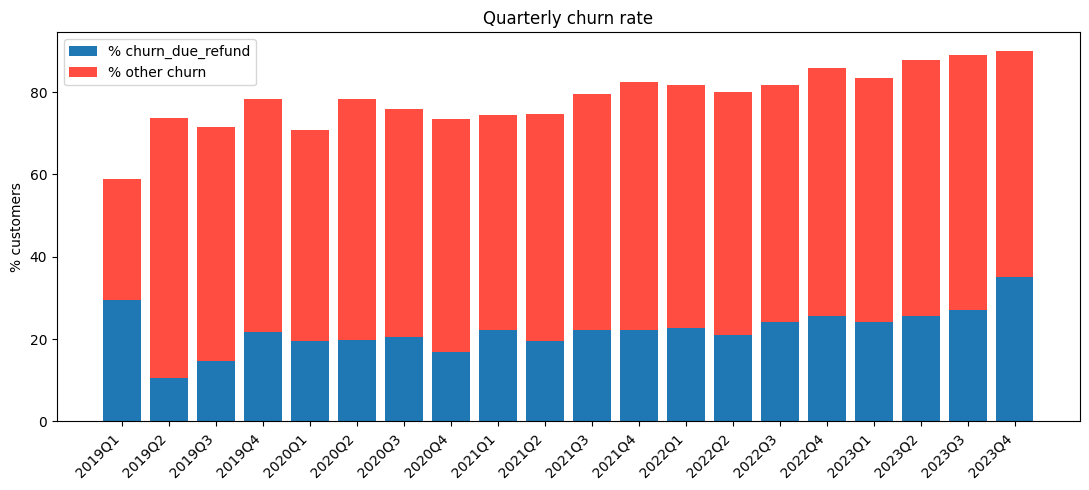 Quarterly churn rate
% churn_due_refund
% other churn
% customers
80
60
40
20
0
2019Q1
2019Q2
2019Q3
2019Q4
2020Q1
2020Q2
2020Q3
2020Q4
2021Q1
2021Q2
2021Q3
2021Q4
2022Q1
2022Q2
2022Q3
2022Q4
2023Q1
2023Q2
2023Q3
2023Q4